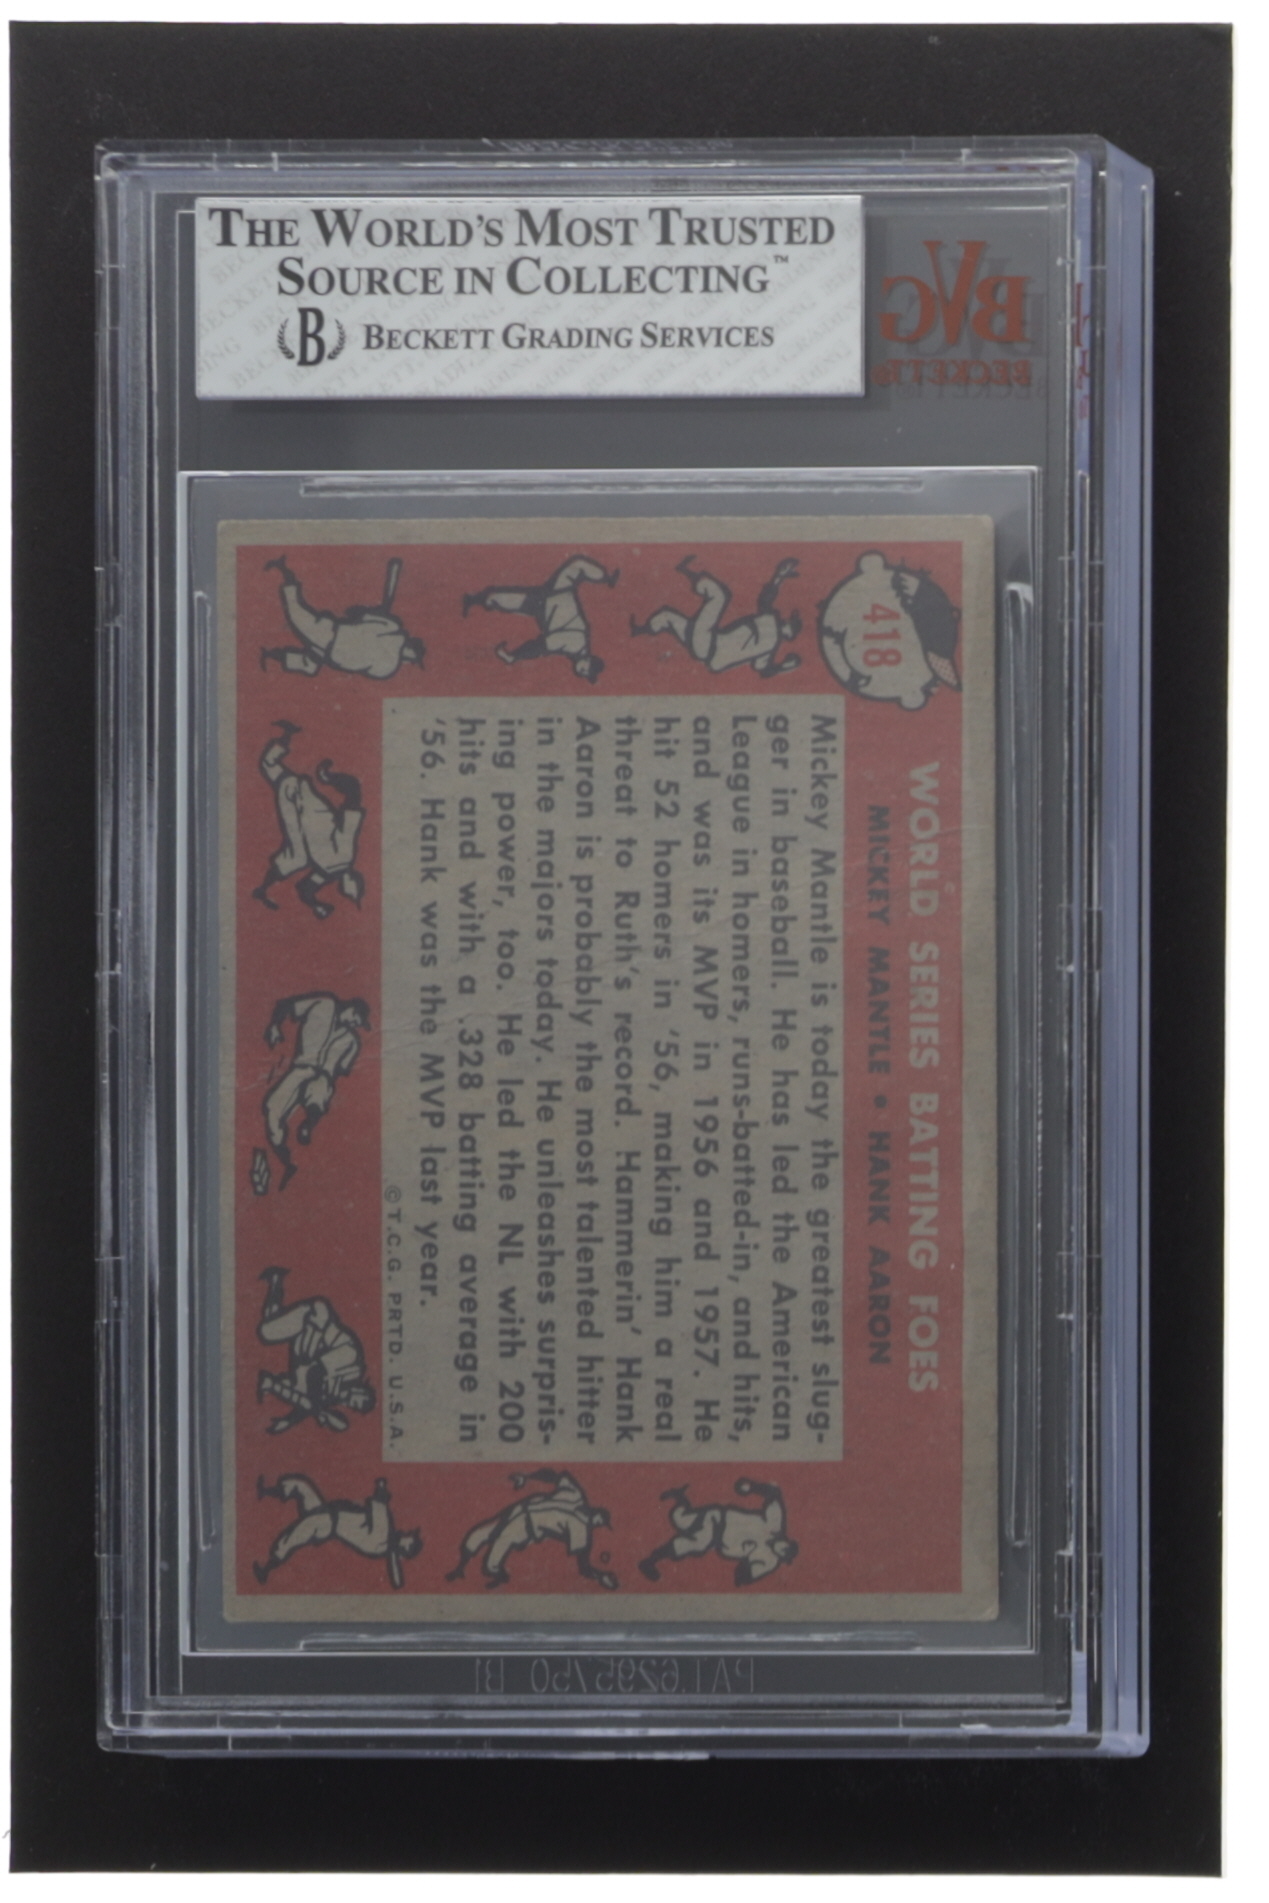 THE WORLD'S MOST TRUSTED
SOURCE IN COLLECTING™
B BECKETT GRADING SERVICES
BVG
BECKETT®
418
WORLD SERIES BATTING FOES
MICKEY MANTLE • HANK AARON
Mickey Mantle is today the greatest slug-
ger in baseball. He has led the American
League in homers, runs-batted-in, and hits,
and was its MVP in 1956 and 1957. He
hit 52 homers in '56, making him a real
threat to Ruth's record. Hammerin' Hank
Aaron is probably the most talented hitter
in the majors today. He unleashes surpris-
ing power, too. He led the NL with 200
hits and with a .328 batting average in
'56. Hank was the MVP last year.
©T.C.G. PRTD. U.S.A.
PAT 6295750 B1